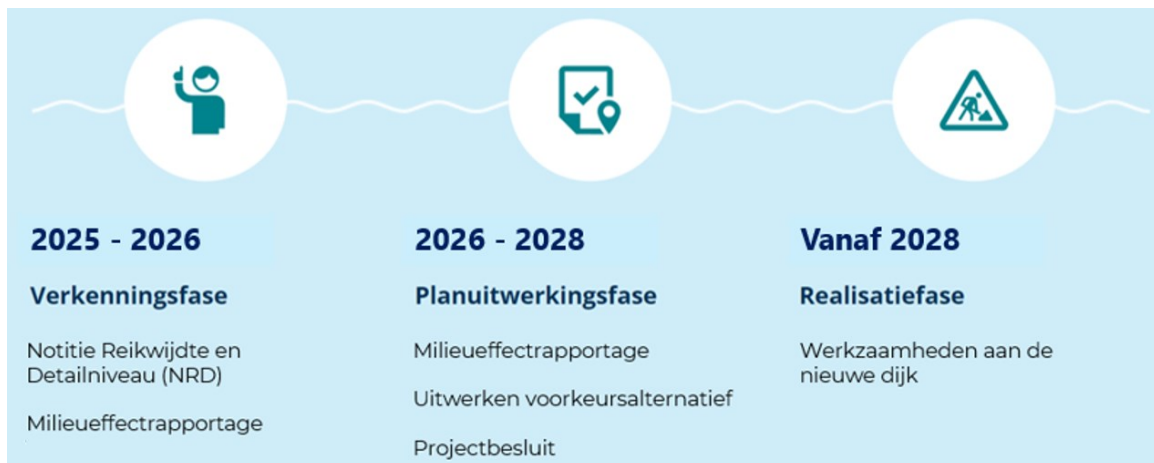 2025 - 2026
Verkenningsfase
Notitie Reikwijdte en
Detailniveau (NRD)
Milieueffectrapportage
2026 - 2028
Planuitwerkingsfase
Milieueffectrapportage
Uitwerken voorkeursalternatief
Projectbesluit
Vanaf 2028
Realisatiefase
Werkzaamheden aan de
nieuwe dijk